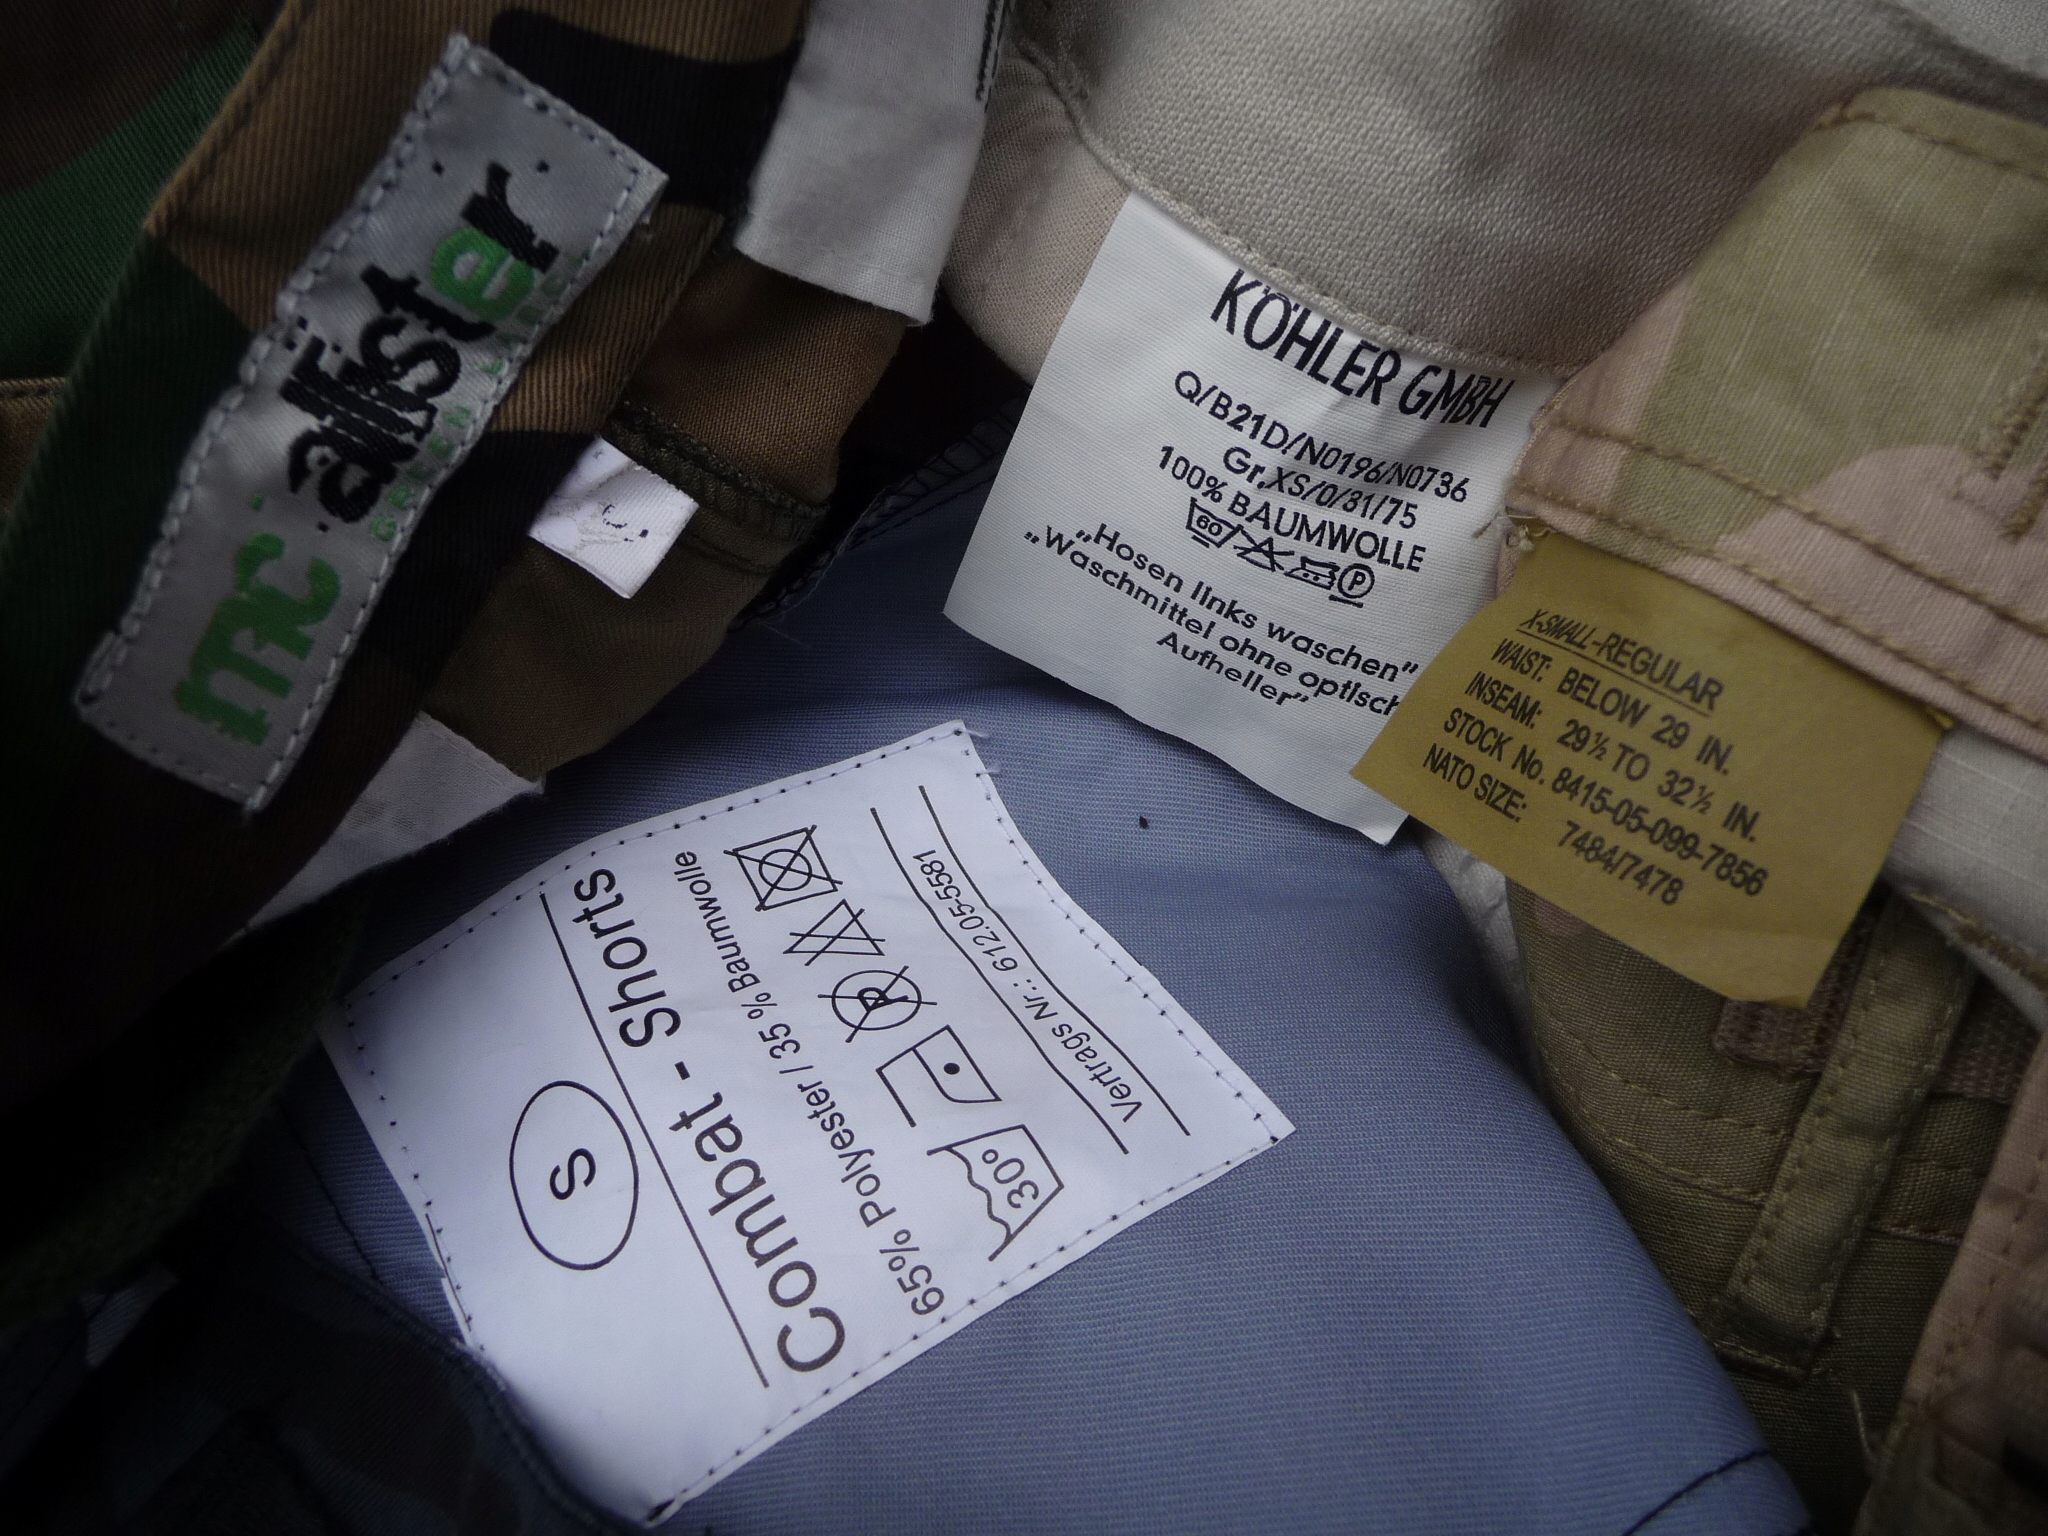 mc allister
KÖHLER GMBH
Q/B21D/N0196/N0736
Gr.XS/0/81/75
100% BAUMWOLLE
60 P
„Hosen links waschen”
„Waschmittel ohne optisch
Aufheller”
X-SMALL-REGULAR
WAIST: BELOW 29 IN.
INSEAM: 29½ TO 32½ IN.
STOCK No. 8415-05-099-7856
NATO SIZE: 7484/7478
S
Combat - Shorts
65% Polyester / 35 % Baumwolle
30°
Vertrags Nr.: 612.05-5581